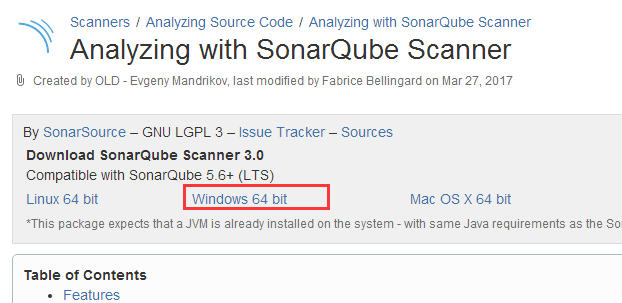 Scanners / Analyzing Source Code / Analyzing with SonarQube Scanner
Analyzing with SonarQube Scanner
Created by OLD - Evgeny Mandrikov, last modified by Fabrice Bellingard on Mar 27, 2017
By SonarSource – GNU LGPL 3 – Issue Tracker – Sources
Download SonarQube Scanner 3.0
Compatible with SonarQube 5.6+ (LTS)
Linux 64 bit Windows 64 bit Mac OS X 64 bit
*This package expects that a JVM is already installed on the system - with same Java requirements as the
Table of Contents
• Features